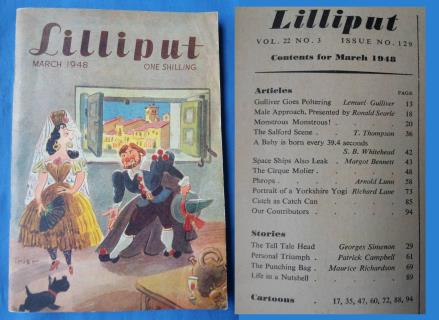 Lilliput
MARCH 1948
ONE SHILLING
Lilliput
VOL. 22 NO. 3 ISSUE NO. 129
Contents for March 1948
Articles
PAGE
Gulliver Goes Poltering Lemuel Gulliver 13
Male Approach, Presented by Ronald Searle 18
Monstrous Monstrous! . . . 20
The Salford Scene . T. Thompson 36
A Baby is born every 39.4 seconds
S. B. Whitehead 42
Space Ships Also Leak . Margot Bennett 43
The Cirque Molier . . . 48
Phrops . . . Arnold Lunn 58
Portrait of a Yorkshire Yogi Richard Lane 73
Catch as Catch Can . . 85
Our Contributors . . . 94
Stories
The Tell Tale Head Georges Simenon 29
Personal Triumph . Patrick Campbell 61
The Punching Bag . Maurice Richardson 69
Life in a Nutshell . . . 89
Cartoons . 17, 35, 47, 60, 72, 88, 94